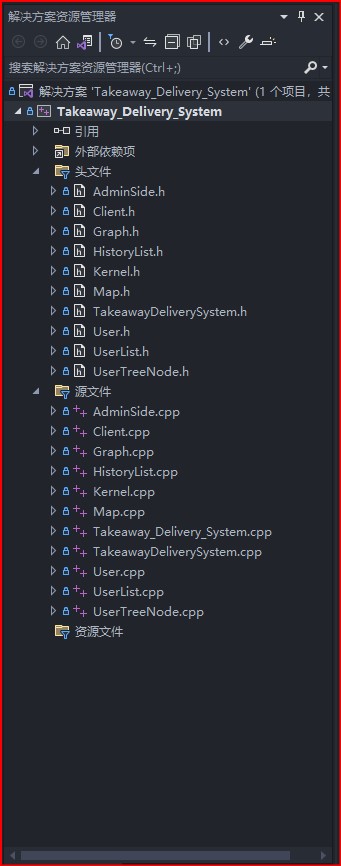 解决方案资源管理器
搜索解决方案资源管理器(Ctrl+;)
解决方案 'Takeaway_Delivery_System' (1 个项目, 共
Takeaway_Delivery_System
引用
外部依赖项
头文件
AdminSide.h
Client.h
Graph.h
HistoryList.h
Kernel.h
Map.h
TakeawayDeliverySystem.h
User.h
UserList.h
UserTreeNode.h
源文件
AdminSide.cpp
Client.cpp
Graph.cpp
HistoryList.cpp
Kernel.cpp
Map.cpp
Takeaway_Delivery_System.cpp
TakeawayDeliverySystem.cpp
User.cpp
UserList.cpp
UserTreeNode.cpp
资源文件